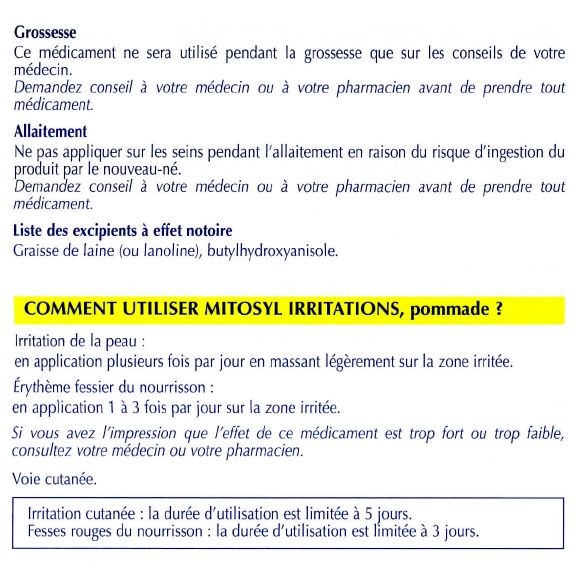 Grossesse
Ce médicament ne sera utilisé pendant la grossesse que sur les conseils de votre
médecin.
Demandez conseil à votre médecin ou à votre pharmacien avant de prendre tout
médicament.
Allaitement
Ne pas appliquer sur les seins pendant l'allaitement en raison du risque d'ingestion du
produit par le nouveau-né.
Demandez conseil à votre médecin ou à votre pharmacien avant de prendre tout
médicament.
Liste des excipients à effet notoire
Graisse de laine (ou lanoline), butylhydroxyanisole.
COMMENT UTILISER MITOSYL IRRITATIONS, pommade ?
Irritation de la peau :
en application plusieurs fois par jour en massant légèrement sur la zone irritée.
Érythème fessier du nourrisson :
en application 1 à 3 fois par jour sur la zone irritée.
Si vous avez l'impression que l'effet de ce médicament est trop fort ou trop faible,
consultez votre médecin ou votre pharmacien.
Voie cutanée.
Irritation cutanée : la durée d'utilisation est limitée à 5 jours.
Fesses rouges du nourrisson : la durée d'utilisation est limitée à 3 jours.